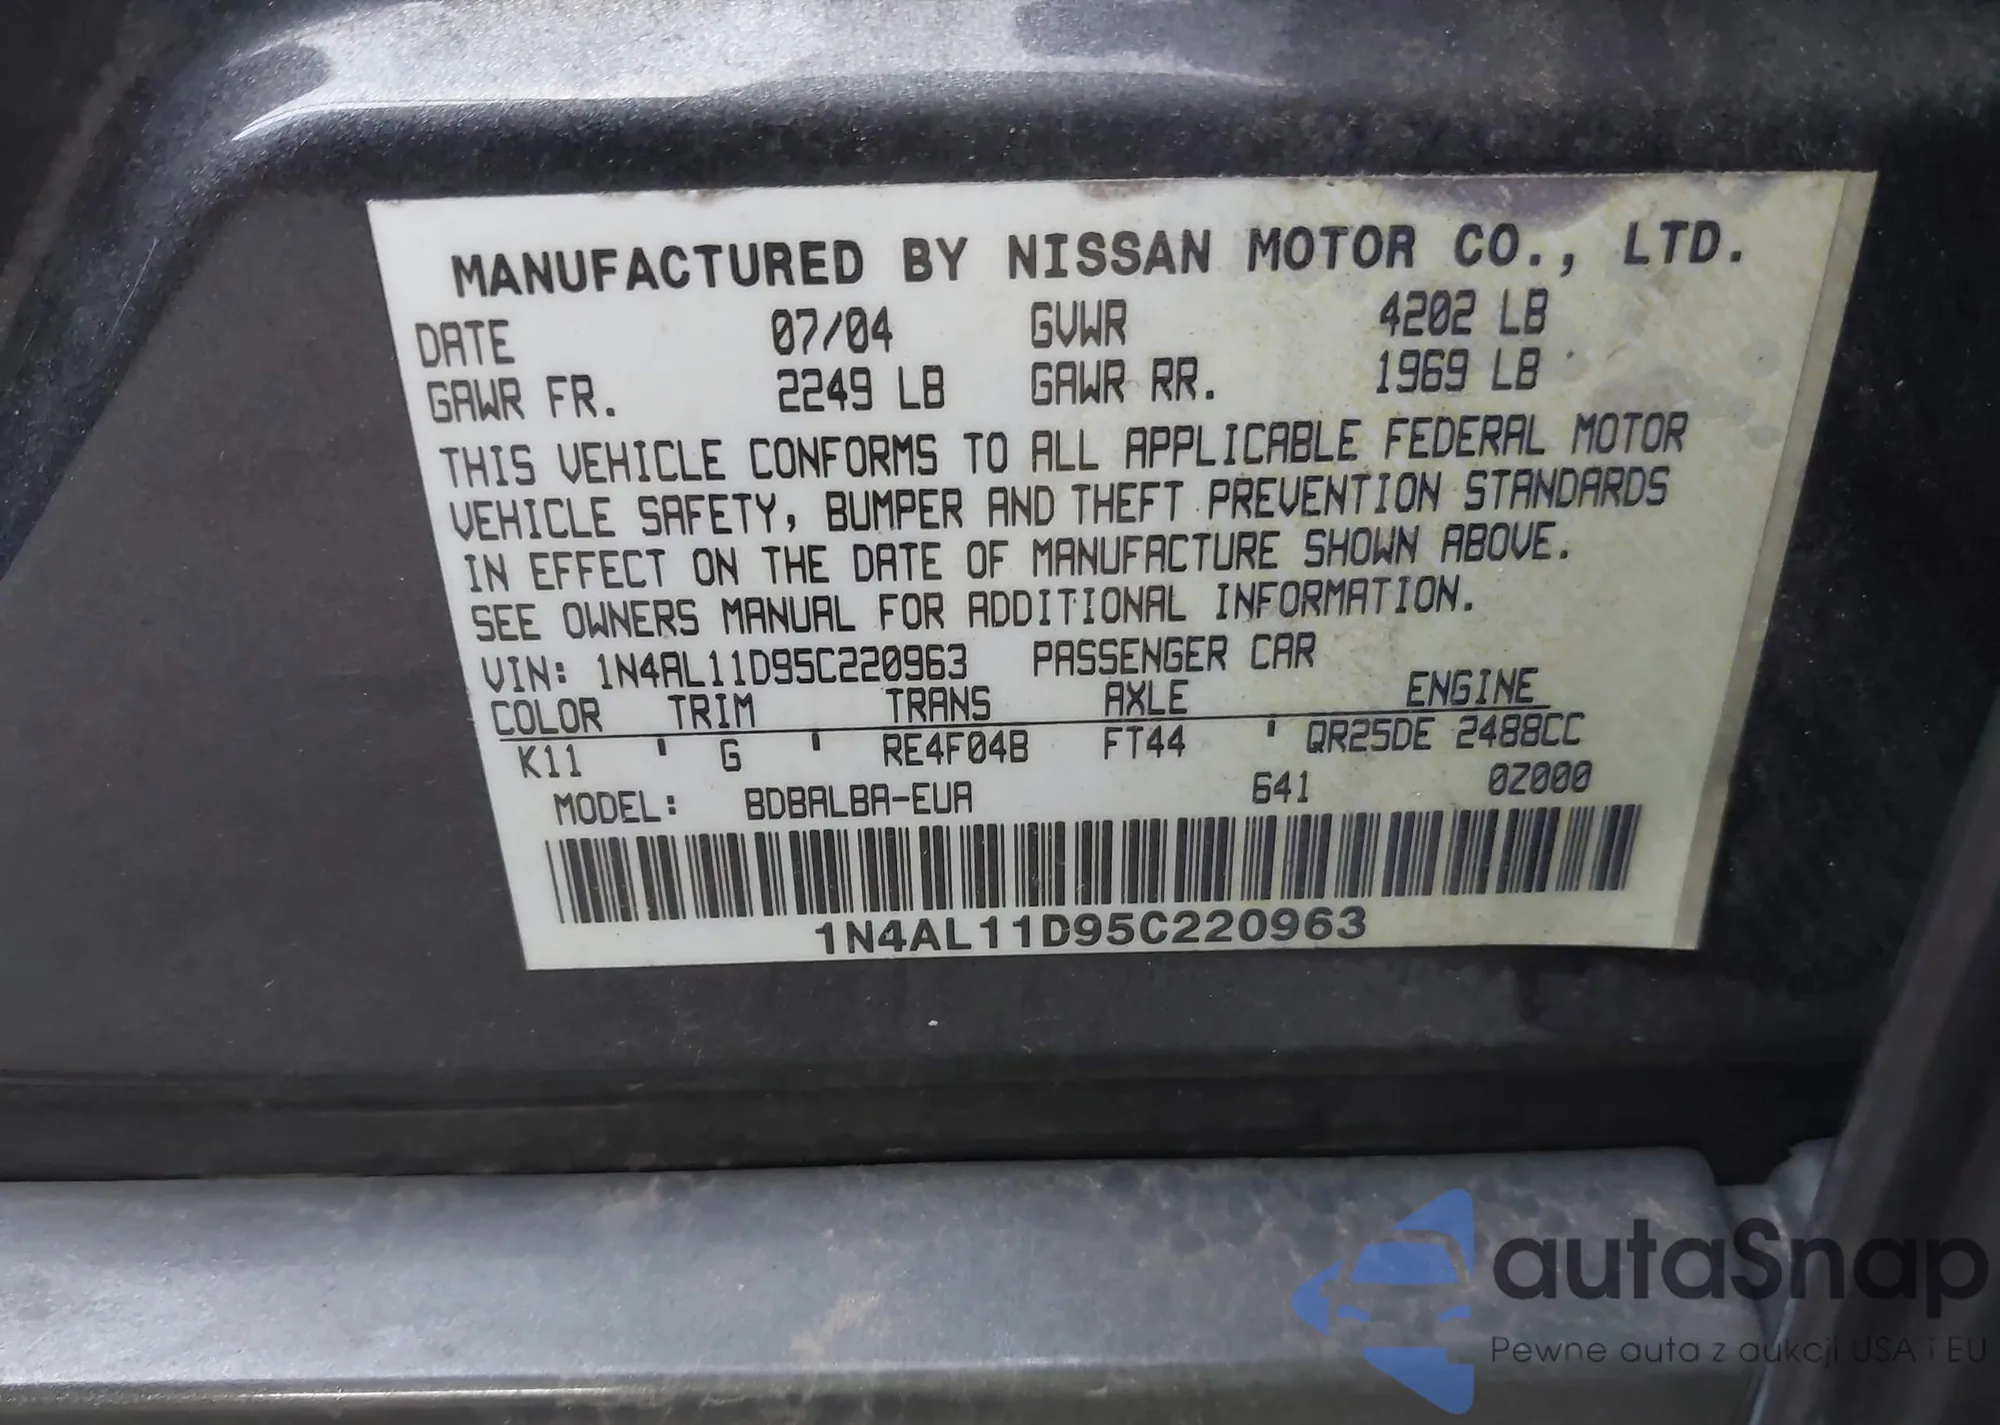 MANUFACTURED BY NISSAN MOTOR CO., LTD.
DATE 07/04 GVWR 4202 LB
GAWR FR. 2249 LB GAWR RR. 1969 LB
THIS VEHICLE CONFORMS TO ALL APPLICABLE FEDERAL MOTOR
VEHICLE SAFETY, BUMPER AND THEFT PREVENTION STANDARDS
IN EFFECT ON THE DATE OF MANUFACTURE SHOWN ABOVE.
SEE OWNERS MANUAL FOR ADDITIONAL INFORMATION.
VIN: 1N4AL11D95C220963 PASSENGER CAR
COLOR TRIM TRANS AXLE ENGINE
K11 ' G ' RE4F04B FT44 ' QR25DE 2488CC
MODEL: BDBALBA-EUA 641 0Z000
1N4AL11D95C220963
autaSnap
Pewne auta z aukcji USA i EU